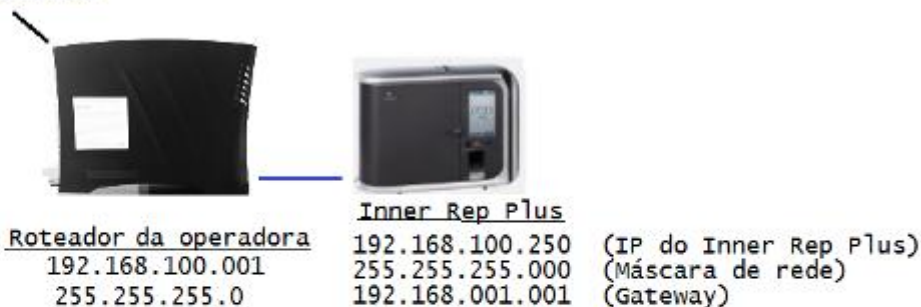 Roteador da operadora
192.168.100.001
255.255.255.0
Inner Rep Plus
192.168.100.250 (IP do Inner Rep Plus)
255.255.255.000 (Máscara de rede)
192.168.001.001 (Gateway)